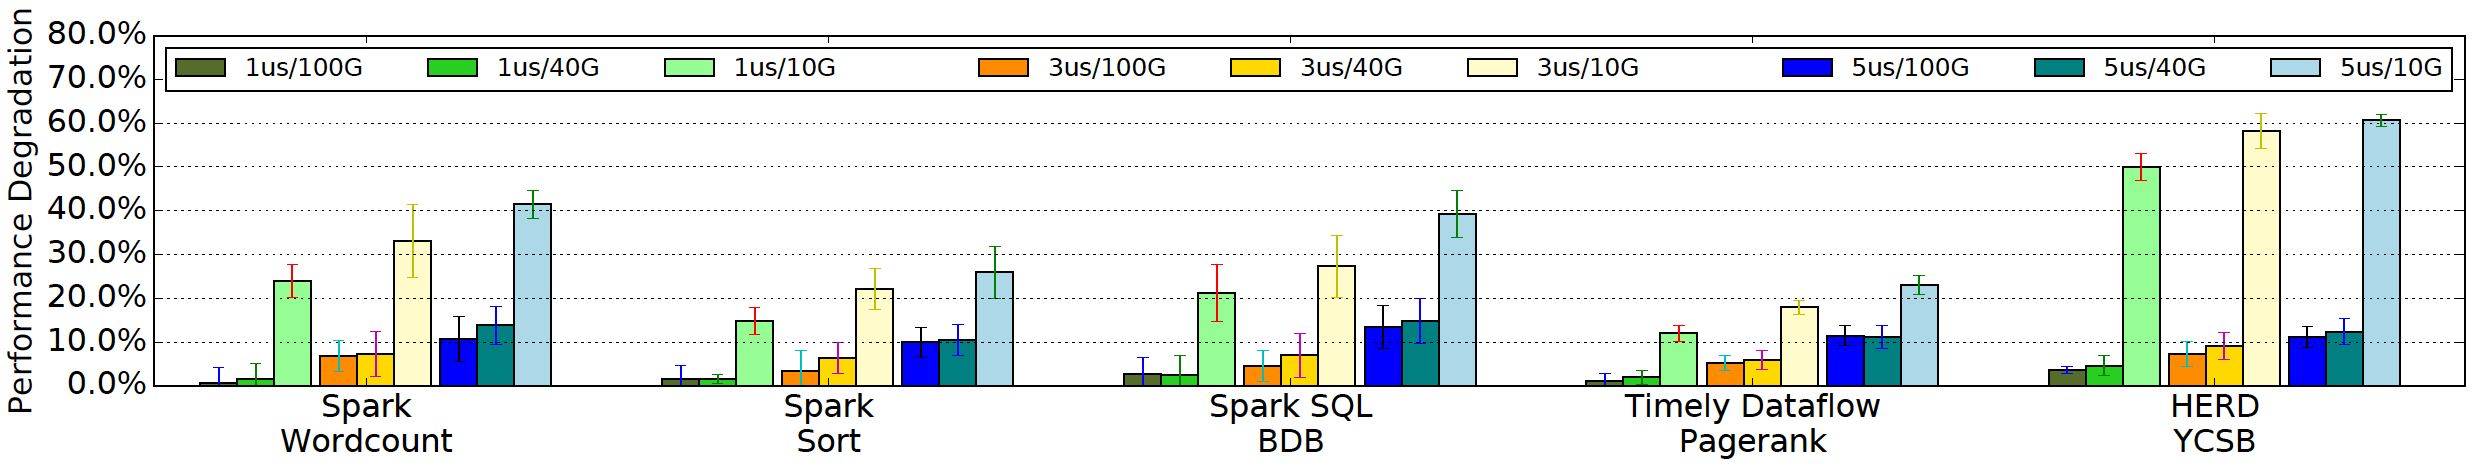 Performance Degradation
80.0%
70.0%
60.0%
50.0%
40.0%
30.0%
20.0%
10.0%
0.0%
1us/100G 1us/40G 1us/10G 3us/100G 3us/40G 3us/10G 5us/100G 5us/40G 5us/10G
Spark
Wordcount
Spark
Sort
Spark SQL
BDB
Timely Dataflow
Pagerank
HERD
YCSB